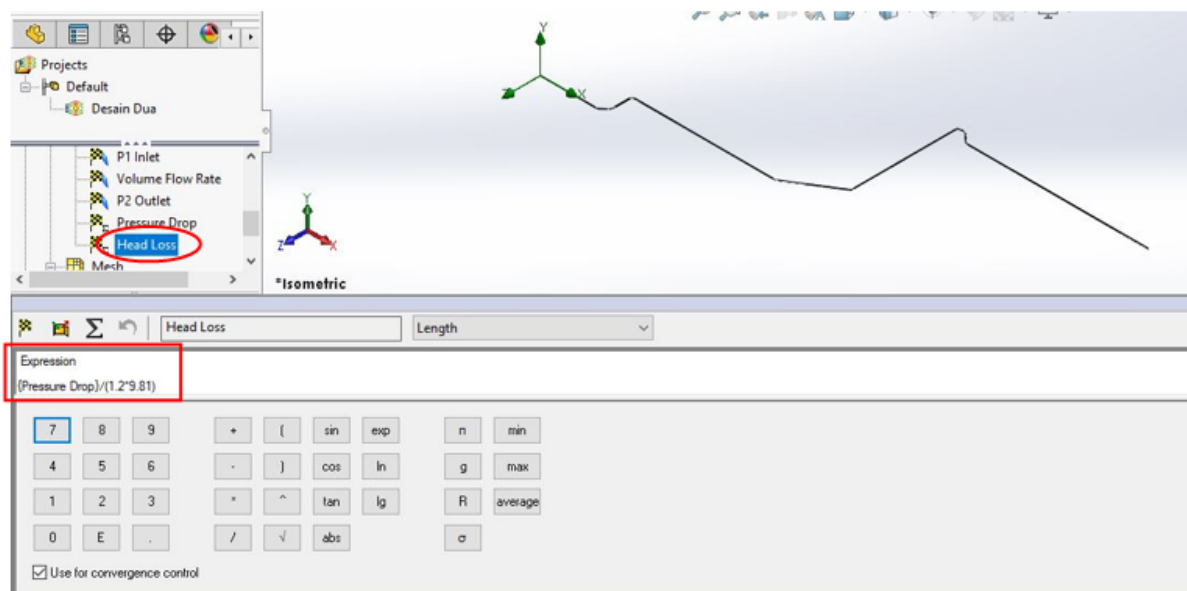 Projects
Default
Desain Dua
P1 Inlet
Volume Flow Rate
P2 Outlet
Pressure Drop
Head Loss
Mesh
Y
Z X
Y
Z X
*Isometric
Head Loss Length
Expression
{Pressure Drop}/(1.2*9.81)
7 8 9 + ( sin exp π min
4 5 6 - ) cos ln g max
1 2 3 * ^ tan lg R average
0 E . / √ abs σ
Use for convergence control